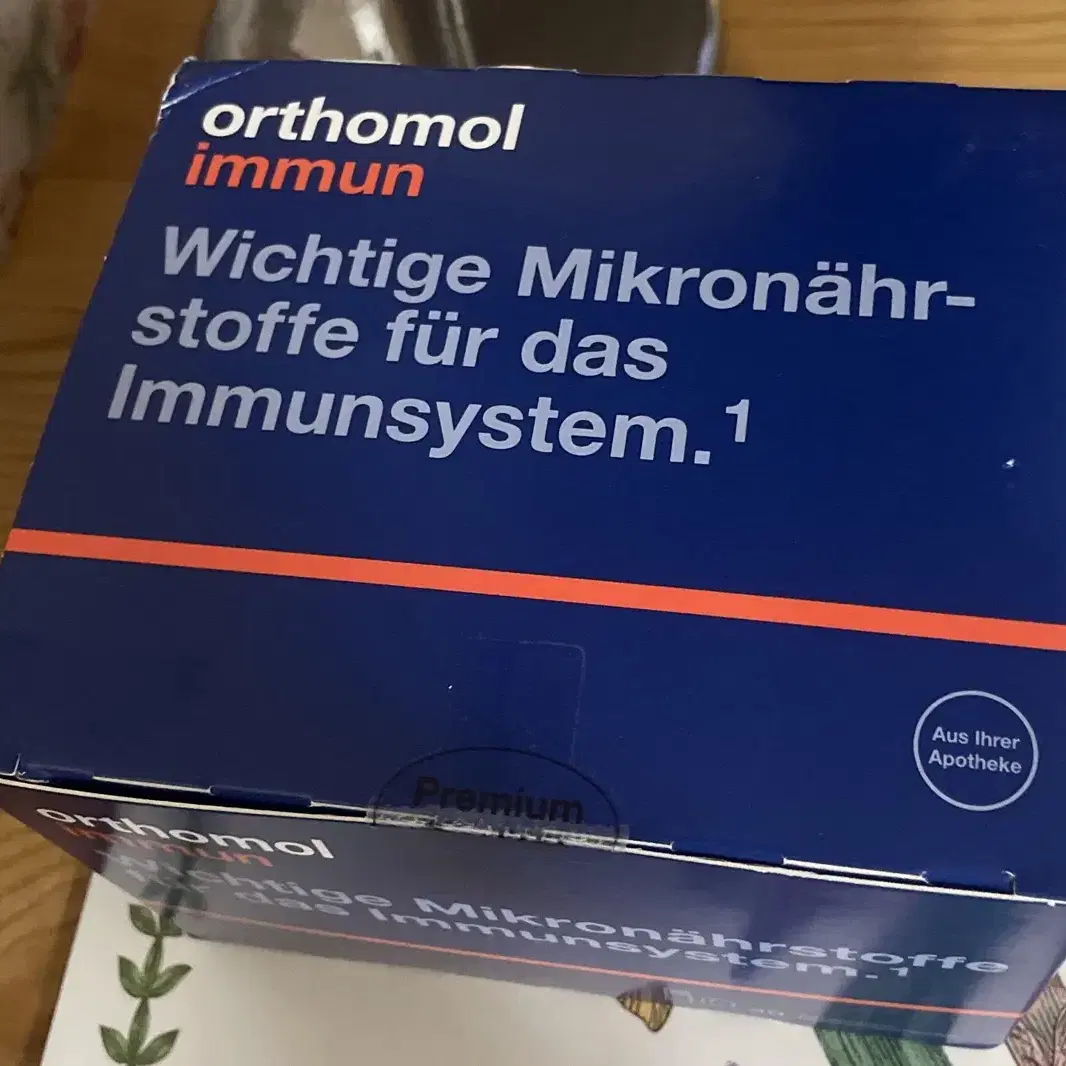 orthomol
immun
Wichtige Mikronähr-
stoffe für das
Immunsystem.¹
Aus Ihrer
Apotheke
Premium
orthomol
immun
Wichtige Mikronährstoffe
für das Immunsystem.¹